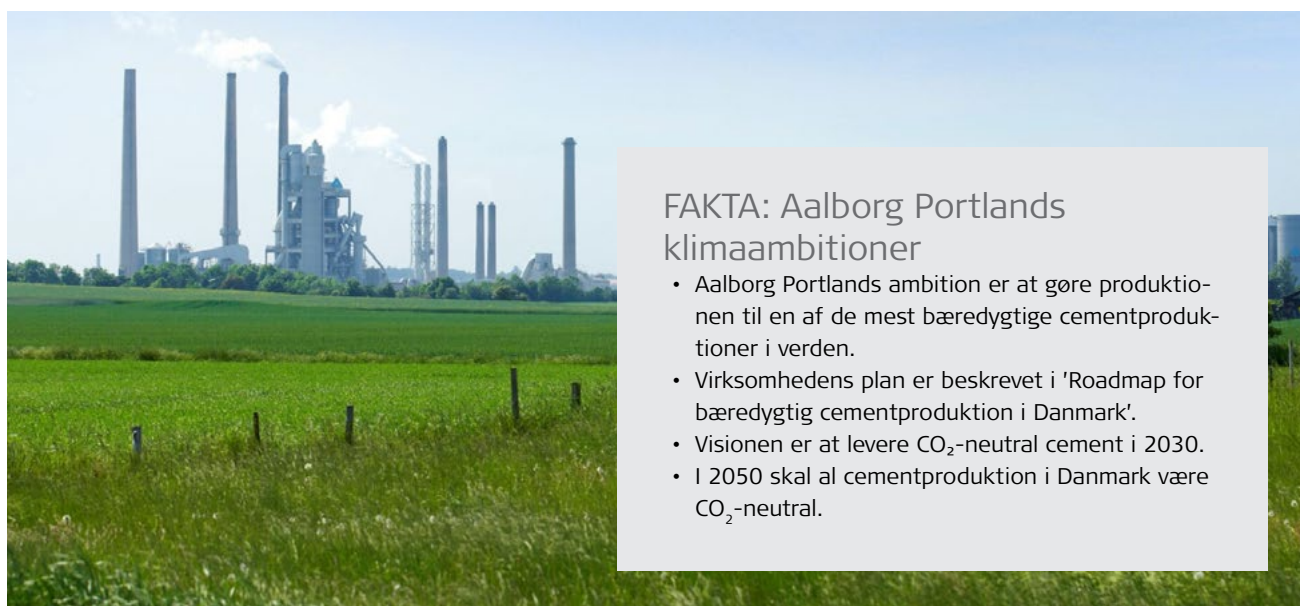 FAKTA: Aalborg Portlands
klimaambitioner
• Aalborg Portlands ambition er at gøre produktio-
nen til en af de mest bæredygtige cementproduk-
tioner i verden.
• Virksomhedens plan er beskrevet i 'Roadmap for
bæredygtig cementproduktion i Danmark'.
• Visionen er at levere CO₂-neutral cement i 2030.
• I 2050 skal al cementproduktion i Danmark være
CO₂-neutral.